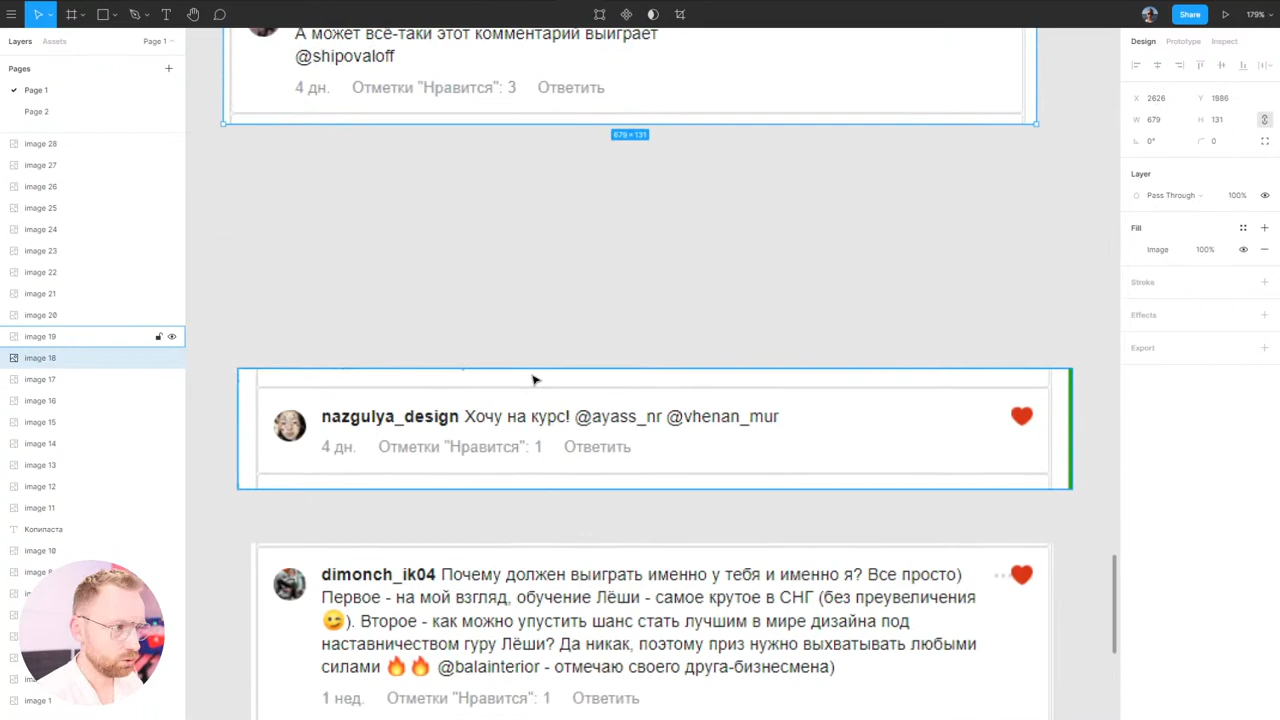 Share
179%
Layers
Assets
Page 1
Design
Prototype
Inspect
Pages
Page 1
Page 2
image 28
image 27
image 26
image 25
image 24
image 23
image 22
image 21
image 20
image 19
image 18
image 17
image 16
image 15
image 14
image 13
image 12
image 11
Копипаста
image 10
image
image 1
А может всё-таки этот комментарий выиграет
@shipovaloff
4 дн. Отметки "Нравится": 3 Ответить
679 × 131
nazgulya_design Хочу на курс! @ayass_nr @vhenan_mur
4 дн. Отметки "Нравится": 1 Ответить
dimonch_ik04 Почему должен выиграть именно у тебя и именно я? Все просто)
Первое - на мой взгляд, обучение Лёши - самое крутое в СНГ (без преувеличения
😉). Второе - как можно упустить шанс стать лучшим в мире дизайна под
наставничеством гуру Лёши? Да никак, поэтому приз нужно выхватывать любыми
силами 🔥🔥 @balainterior - отмечаю своего друга-бизнесмена)
1 нед. Отметки "Нравится": 1 Ответить
X 2626 Y 1986
W 679 H 131
0° 0
Layer
Pass Through 100%
Fill
Image 100%
Stroke
Effects
Export